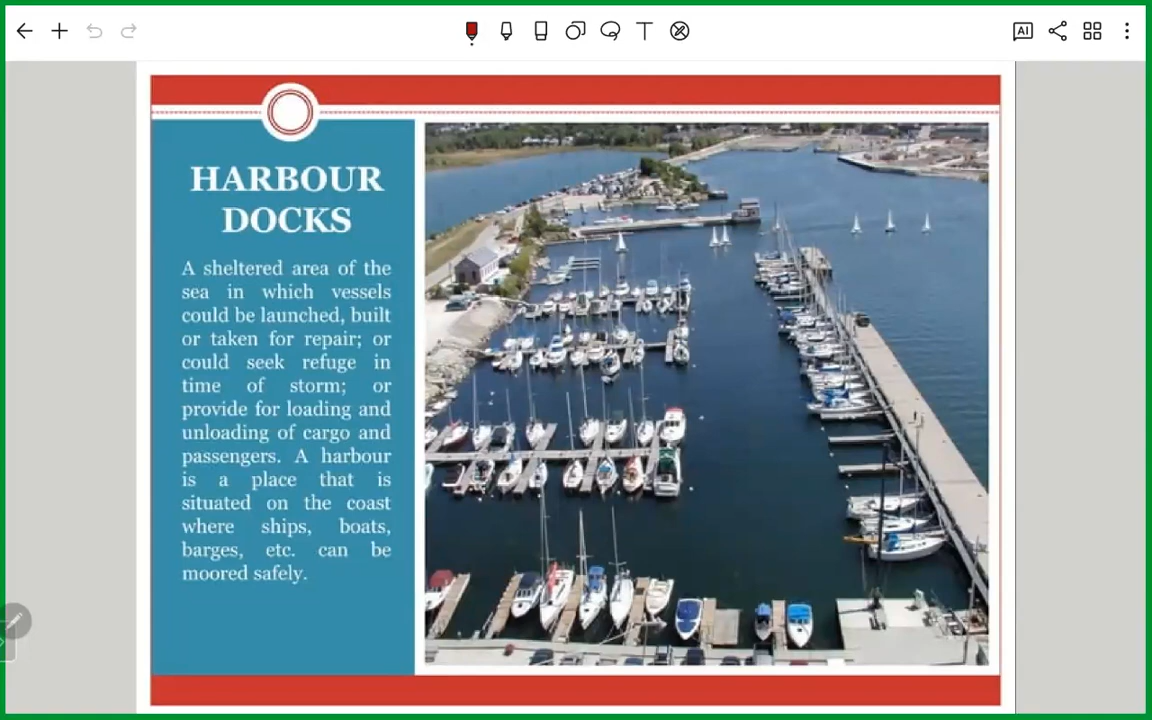 AI
T
HARBOUR
DOCKS
A sheltered area of the
sea in which vessels
could be launched, built
or taken for repair; or
could seek refuge in
time of storm; or
provide for loading and
unloading of cargo and
passengers. A harbour
is a place that is
situated on the coast
where ships, boats,
barges, etc. can be
moored safely.